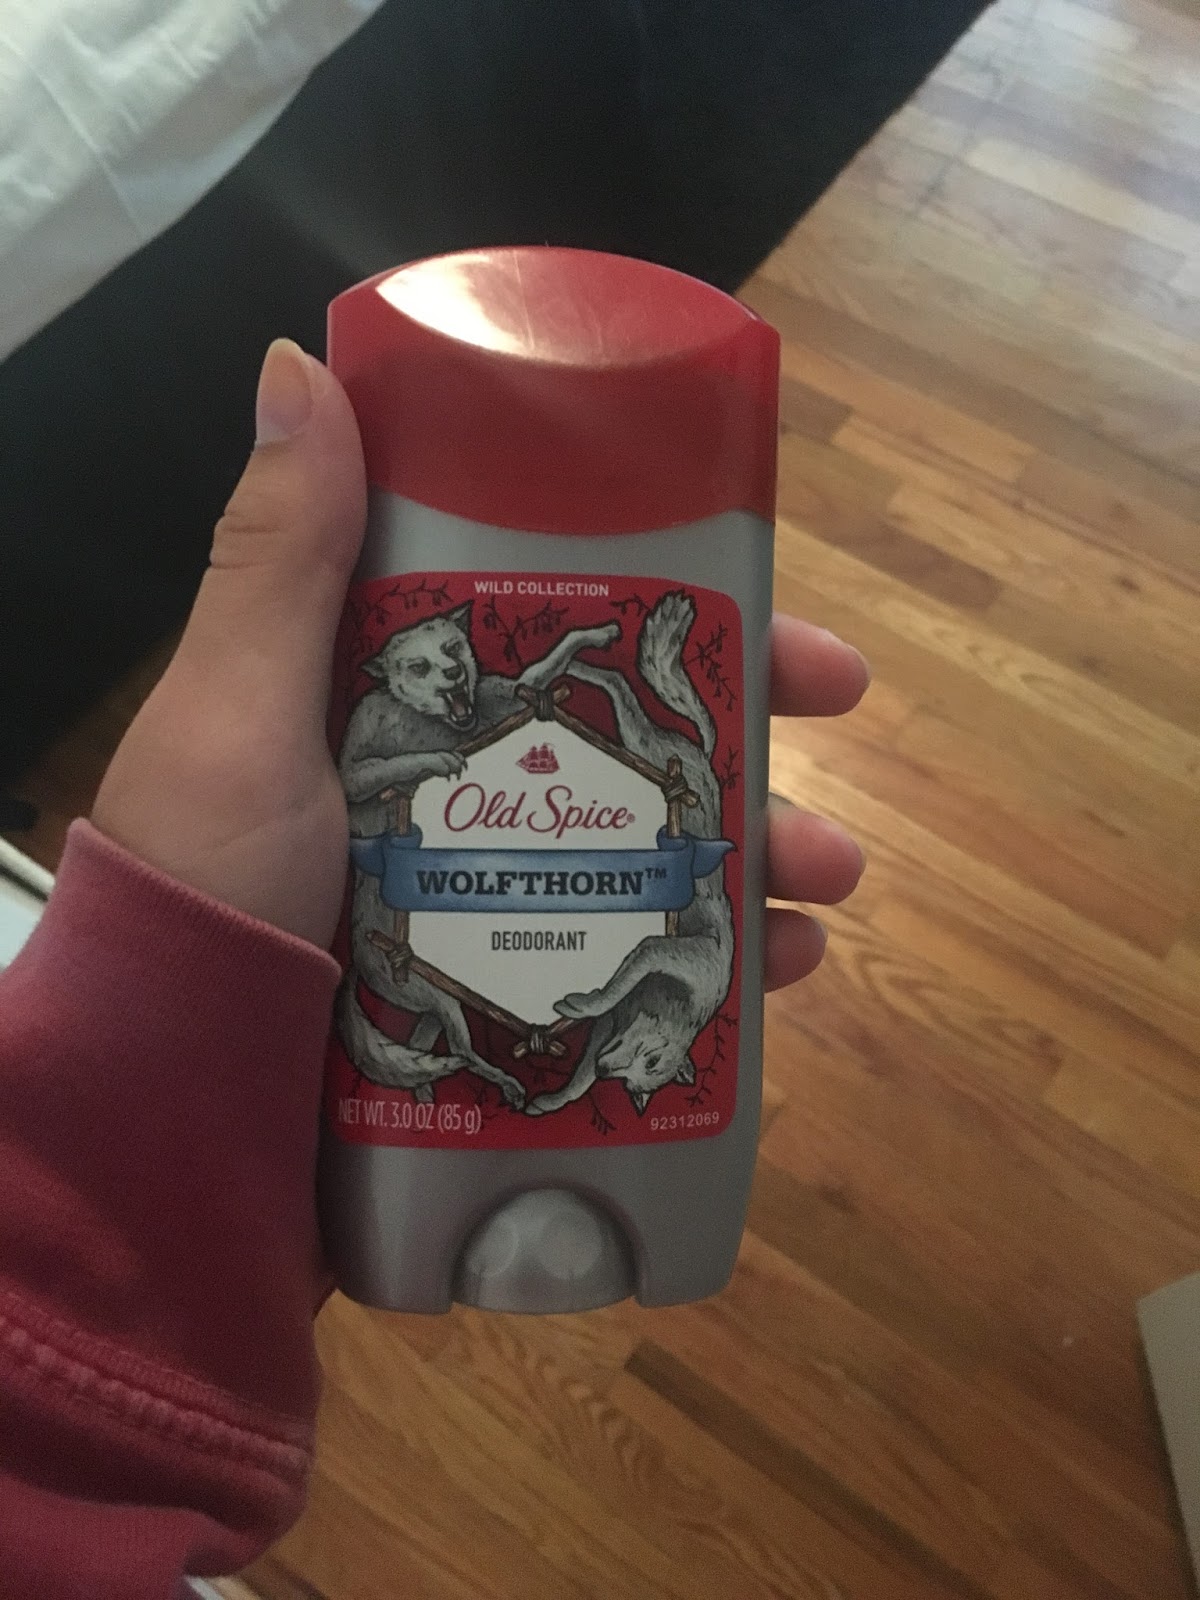 WILD COLLECTION
Old Spice®
WOLFTHORN™
DEODORANT
NET WT. 3.0 OZ (85 g)
92312069